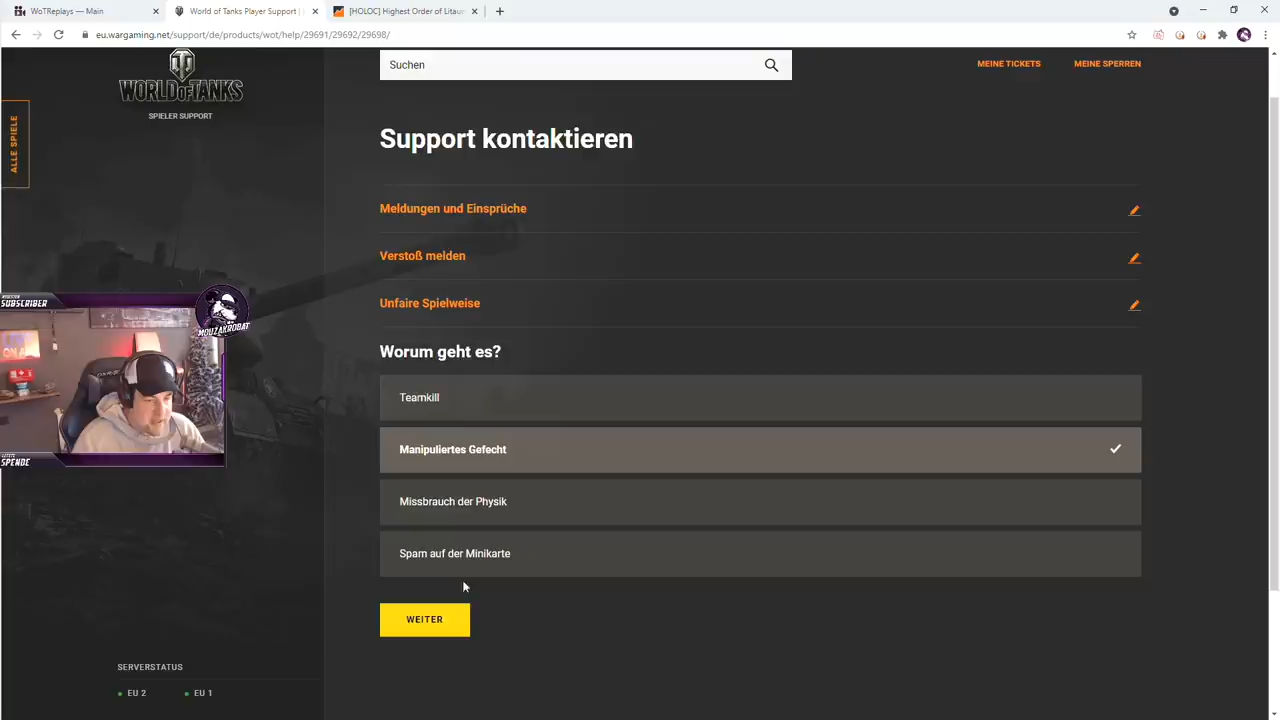 WoTReplays — Main
World of Tanks Player Support |
[HOLOC] Highest Order of Litau
eu.wargaming.net/support/de/products/wot/help/29691/29692/29698/
WORLD OF TANKS
SPIELER SUPPORT
ALLE SPIELE
Suchen
MEINE TICKETS
MEINE SPERREN
Support kontaktieren
Meldungen und Einsprüche
Verstoß melden
Unfaire Spielweise
Worum geht es?
Teamkill
Manipuliertes Gefecht
Missbrauch der Physik
Spam auf der Minikarte
WEITER
SUBSCRIBER
MOUZAKROBAT
ON A
SPENDE
SERVERSTATUS
EU 2
EU 1